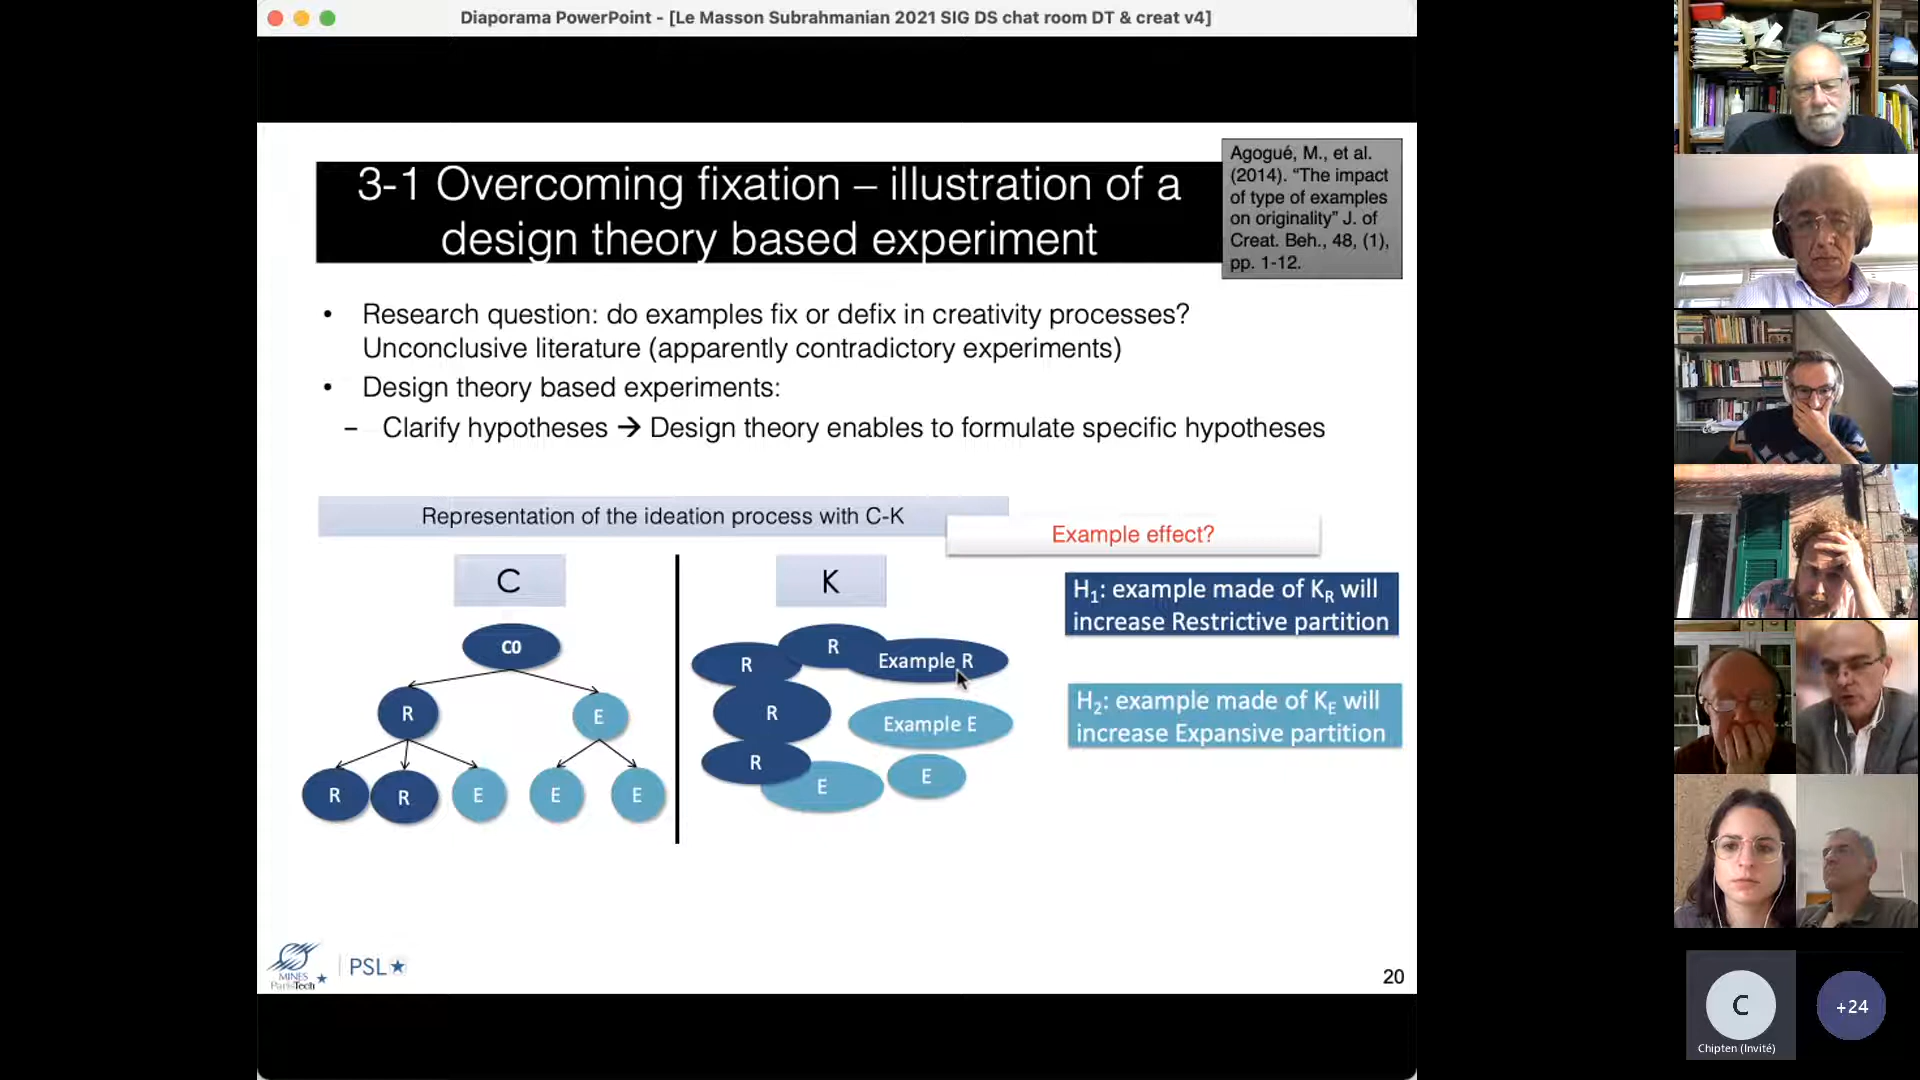 Diaporama PowerPoint - [Le Masson Subrahmanian 2021 SIG DS chat room DT & creat v4]
3-1 Overcoming fixation – illustration of a
design theory based experiment
Agogué, M., et al.
(2014). “The impact
of type of examples
on originality” J. of
Creat. Beh., 48, (1),
pp. 1-12.
• Research question: do examples fix or defix in creativity processes?
Unconclusive literature (apparently contradictory experiments)
• Design theory based experiments:
– Clarify hypotheses → Design theory enables to formulate specific hypotheses
Representation of the ideation process with C-K
Example effect?
C
K
C0
R
E
R
R
E
E
E
R
R
Example R
R
Example E
R
E
E
H1: example made of KR will
increase Restrictive partition
H2: example made of KE will
increase Expansive partition
MINES
ParisTech
PSL★
20
C
Chipten (Invité)
+24